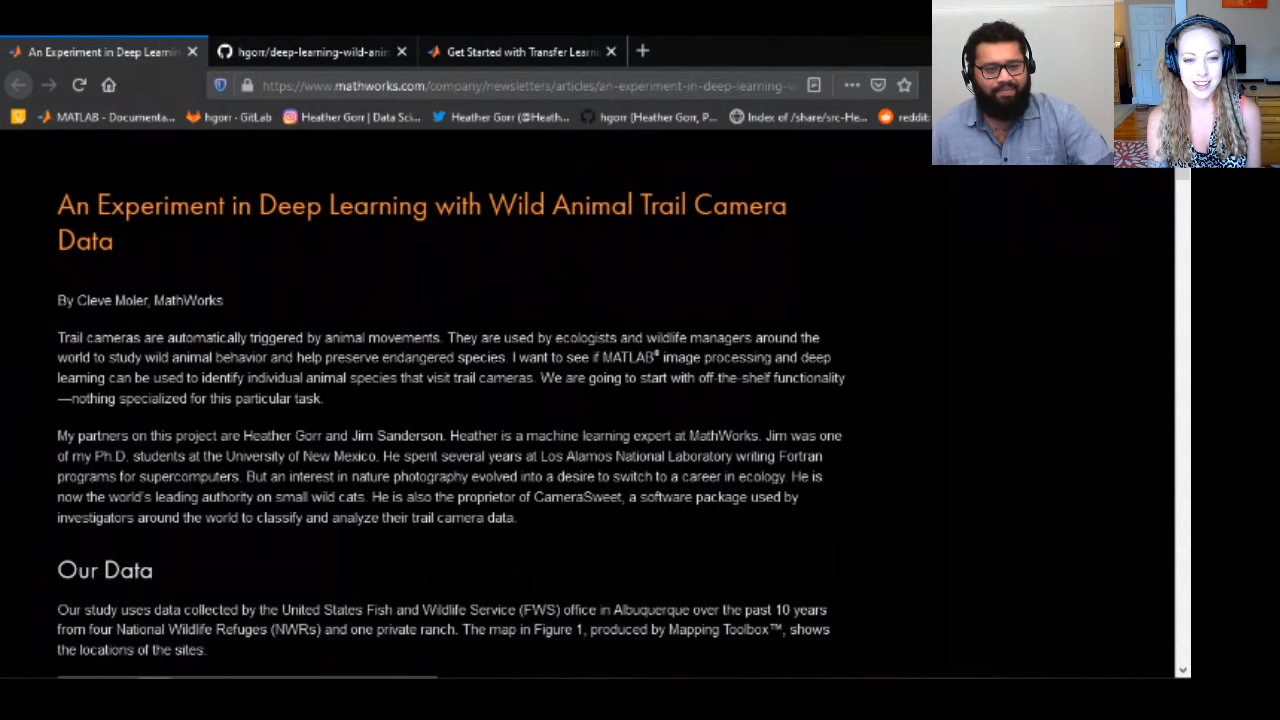 An Experiment in Deep Learnin
hgorr/deep-learning-wild-anim
Get Started with Transfer Learni
https://www.mathworks.com/company/newsletters/articles/an-experiment-in-deep-learning-w
MATLAB - Documenta...
hgorr · GitLab
Heather Gorr | Data Sci...
Heather Gorr (@Heath...
hgorr (Heather Gorr, P...
Index of /share/src-He...
reddit:
An Experiment in Deep Learning with Wild Animal Trail Camera
Data
By Cleve Moler, MathWorks
Trail cameras are automatically triggered by animal movements. They are used by ecologists and wildlife managers around the
world to study wild animal behavior and help preserve endangered species. I want to see if MATLAB® image processing and deep
learning can be used to identify individual animal species that visit trail cameras. We are going to start with off-the-shelf functionality
—nothing specialized for this particular task.
My partners on this project are Heather Gorr and Jim Sanderson. Heather is a machine learning expert at MathWorks. Jim was one
of my Ph.D. students at the University of New Mexico. He spent several years at Los Alamos National Laboratory writing Fortran
programs for supercomputers. But an interest in nature photography evolved into a desire to switch to a career in ecology. He is
now the world's leading authority on small wild cats. He is also the proprietor of CameraSweet, a software package used by
investigators around the world to classify and analyze their trail camera data.
Our Data
Our study uses data collected by the United States Fish and Wildlife Service (FWS) office in Albuquerque over the past 10 years
from four National Wildlife Refuges (NWRs) and one private ranch. The map in Figure 1, produced by Mapping Toolbox™, shows
the locations of the sites.